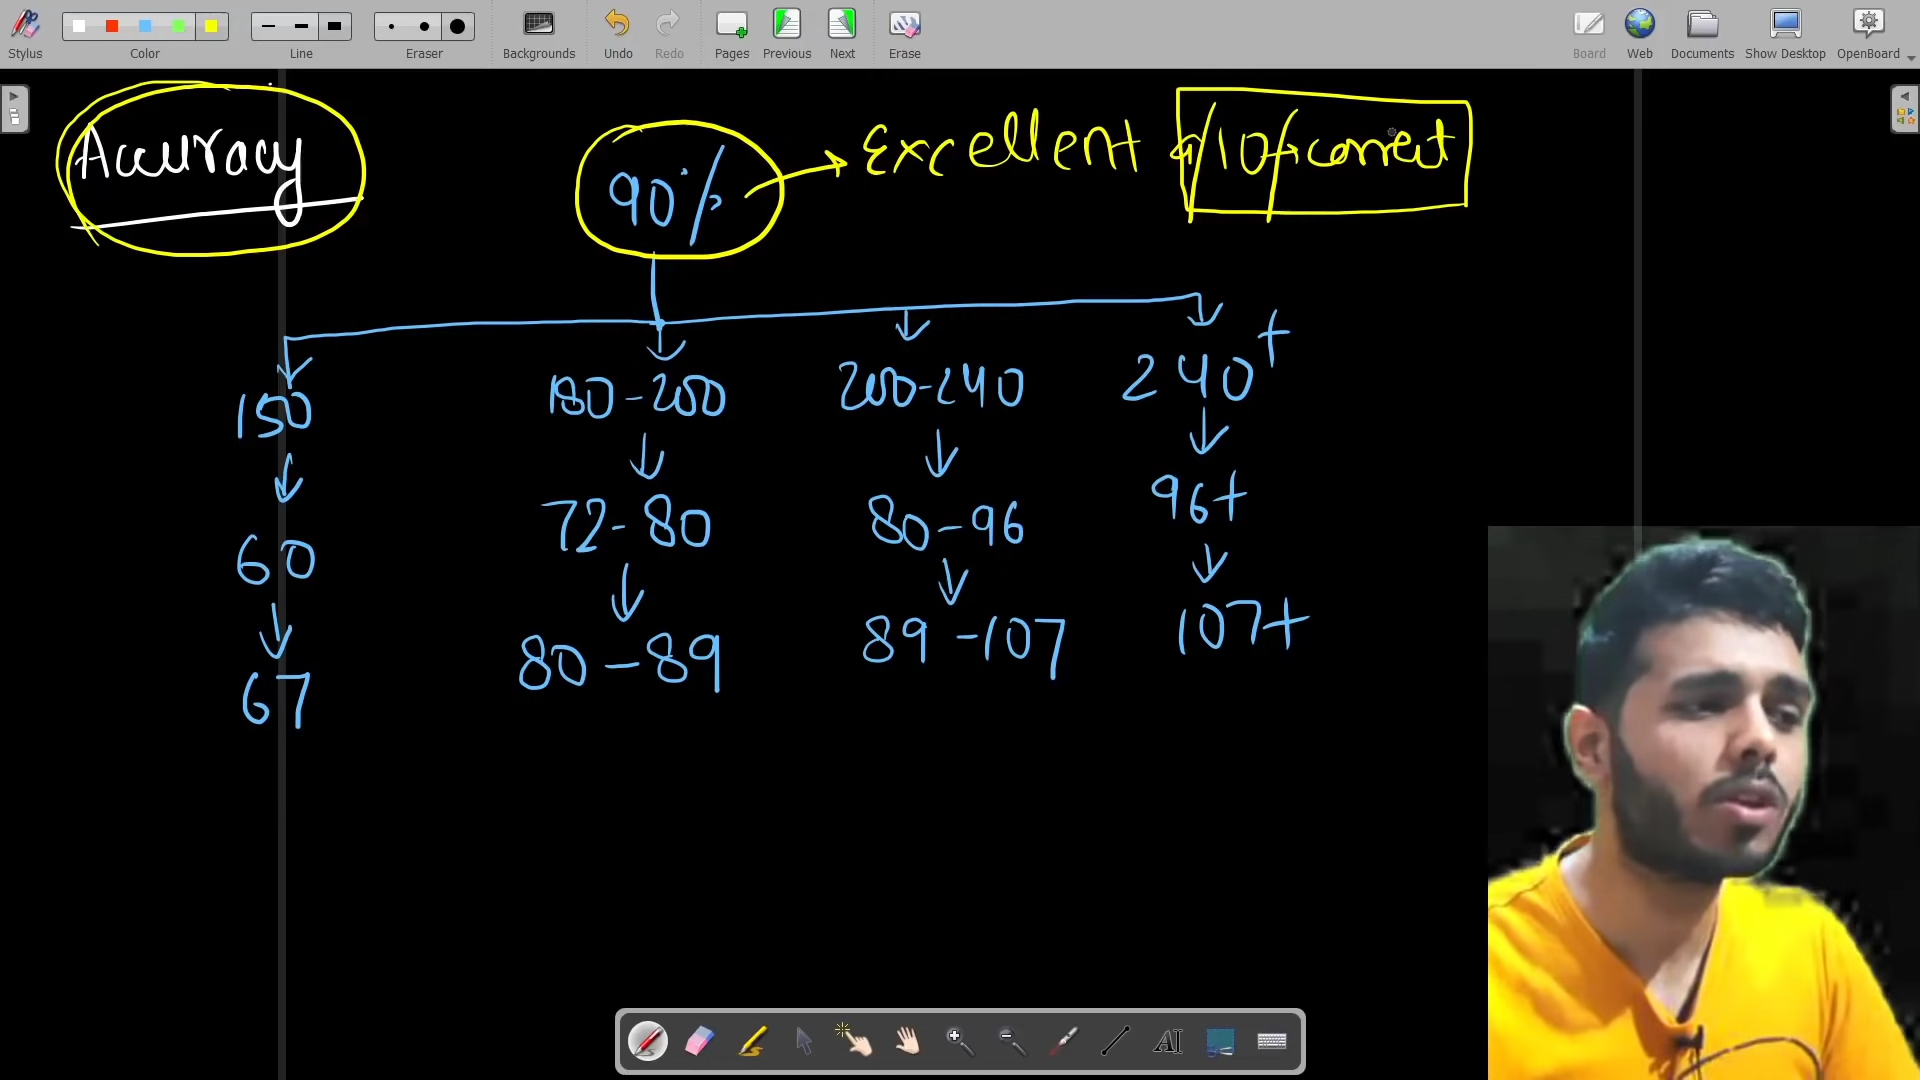 Stylus
Color
Line
Eraser
Backgrounds
Undo
Redo
Pages
Previous
Next
Erase
Board
Web
Documents
Show Desktop
OpenBoard
Accuracy
90% → Excellent 9/10 → correct
150
180-200
200-240
240+
60
72-80
80-96
96+
67
80-89
89-107
107+